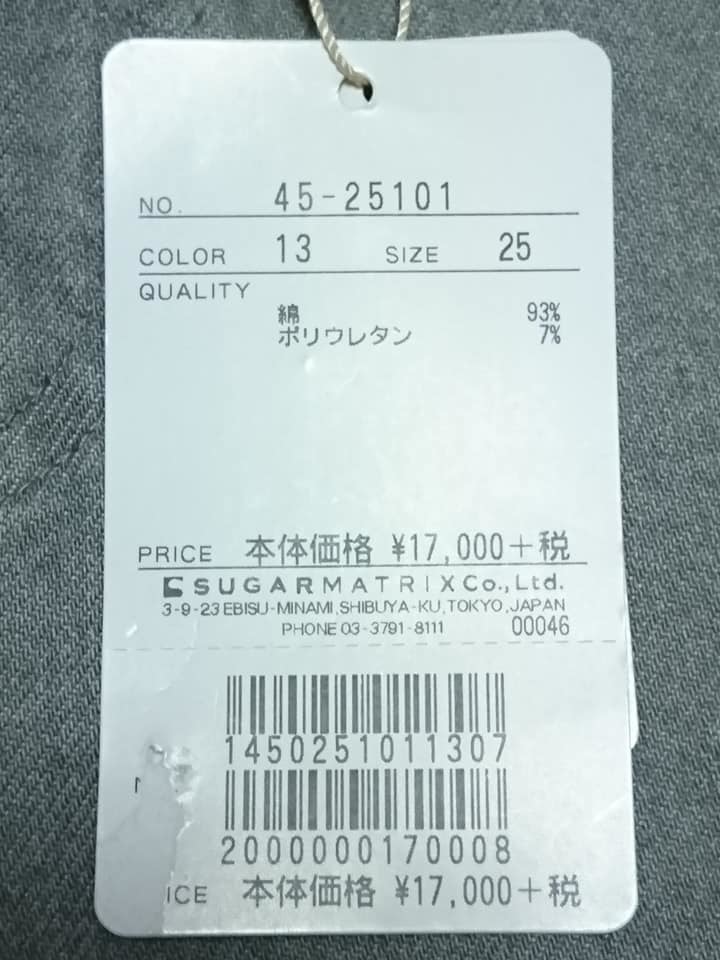 NO. 45-25101
COLOR 13 SIZE 25
QUALITY
綿 93%
ポリウレタン 7%
PRICE 本体価格 ¥17,000+税
SUGARMATRIX Co., Ltd.
3-9-23 EBISU-MINAMI, SHIBUYA-KU, TOKYO, JAPAN
PHONE 03-3791-8111 00046
1450251011307
2000000170008
ICE 本体価格 ¥17,000+税